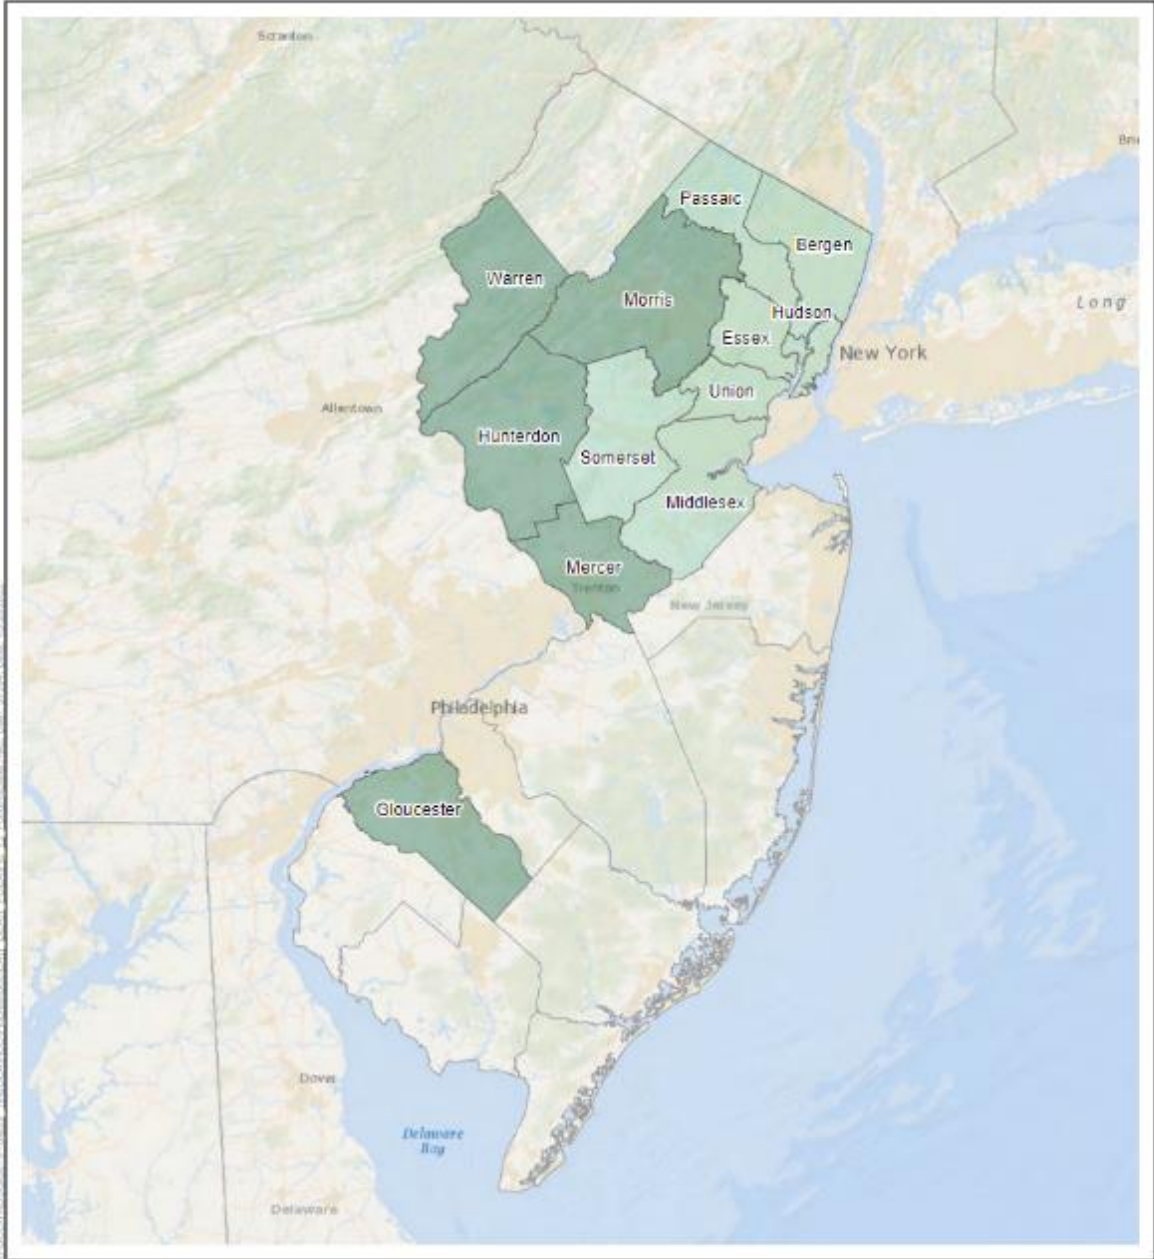 Scranton
Passaic
Bergen
Warren
Morris
Long
Hudson
Essex
New York
Union
Allentown
Hunterdon
Somerset
Middlesex
Mercer
Trenton
New Jersey
Philadelphia
Gloucester
Dover
Delaware
Bay
Delaware